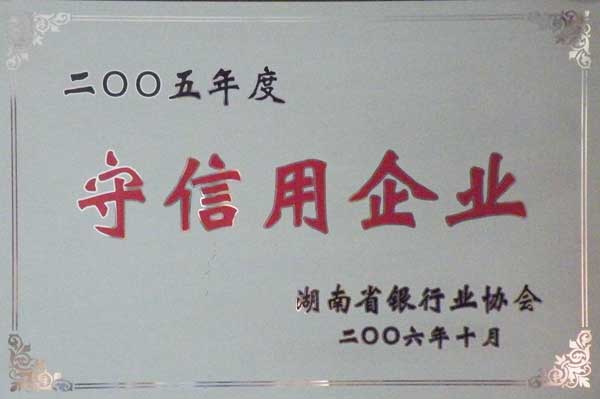 二〇〇五年度
守信用企业
湖南省银行业协会
二〇〇六年十月